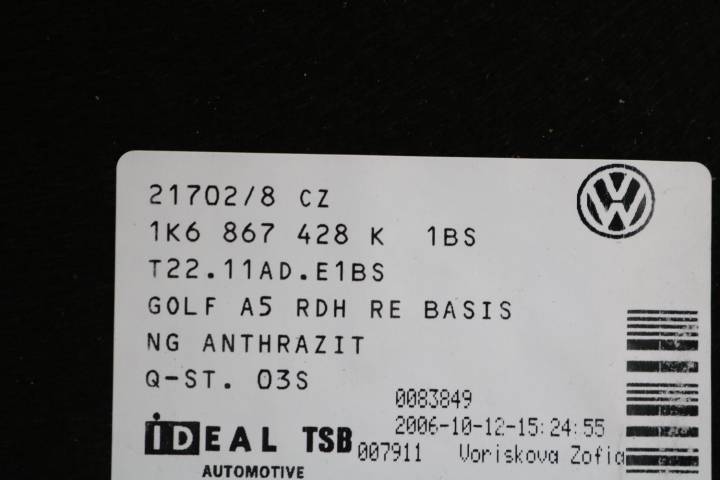 21702/8 CZ
1K6 867 428 K 1BS
T22.11AD.E1BS
GOLF A5 RDH RE BASIS
NG ANTHRAZIT
Q-ST. 03S
0083849
2006-10-12-15:24:55
iDEAL TSB
007911 Voriskova Zofia
AUTOMOTIVE